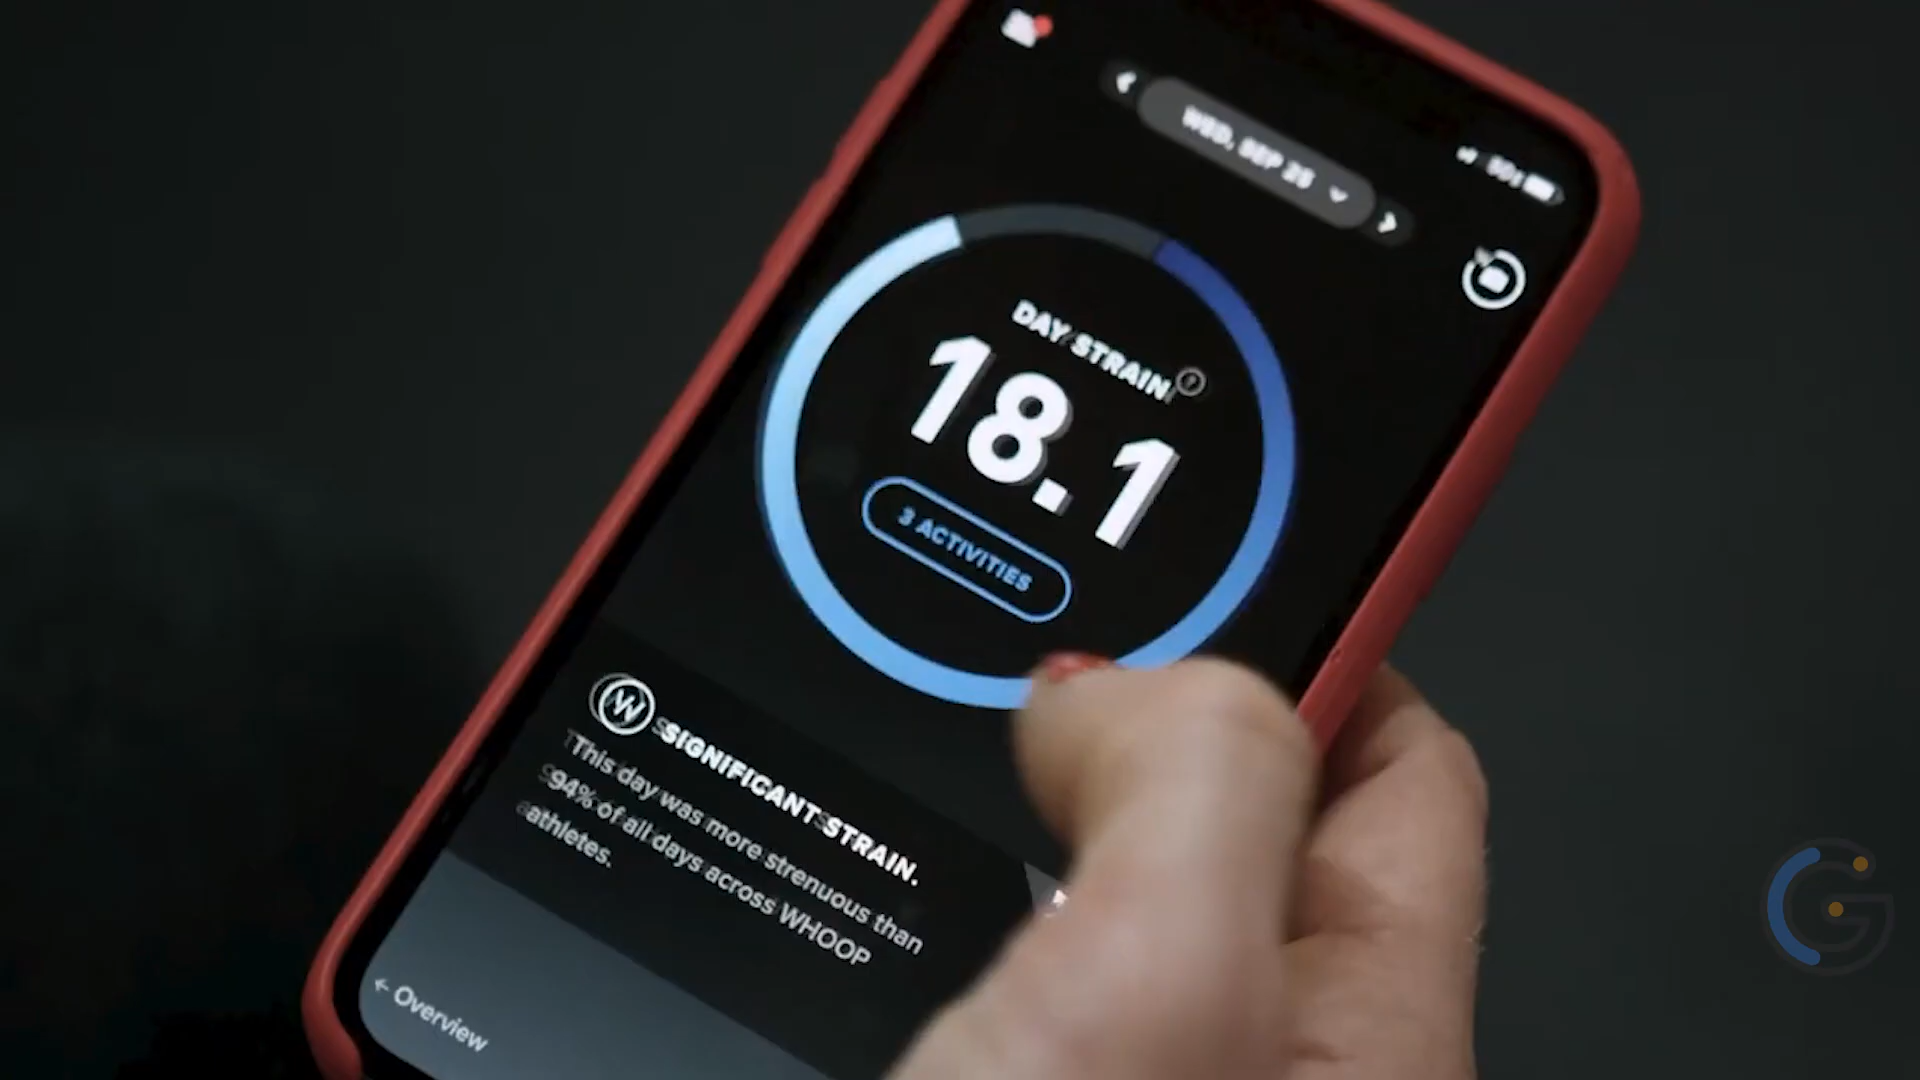 WED, SEP 25
DAY STRAIN
18.1
3 ACTIVITIES
SIGNIFICANT STRAIN.
This day was more strenuous than
94% of all days across WHOOP
athletes.
← Overview